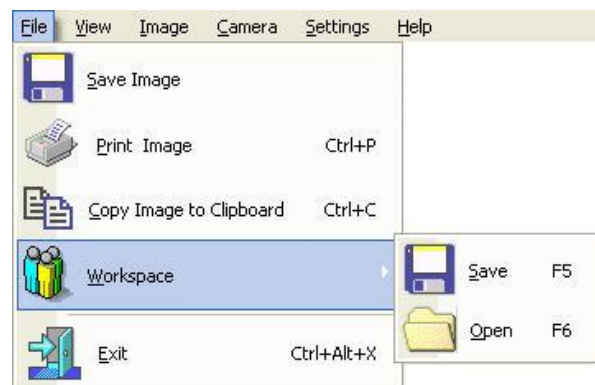 File View Image Camera Settings Help
Save Image
Print Image Ctrl+P
Copy Image to Clipboard Ctrl+C
Workspace
Save F5
Open F6
Exit Ctrl+Alt+X